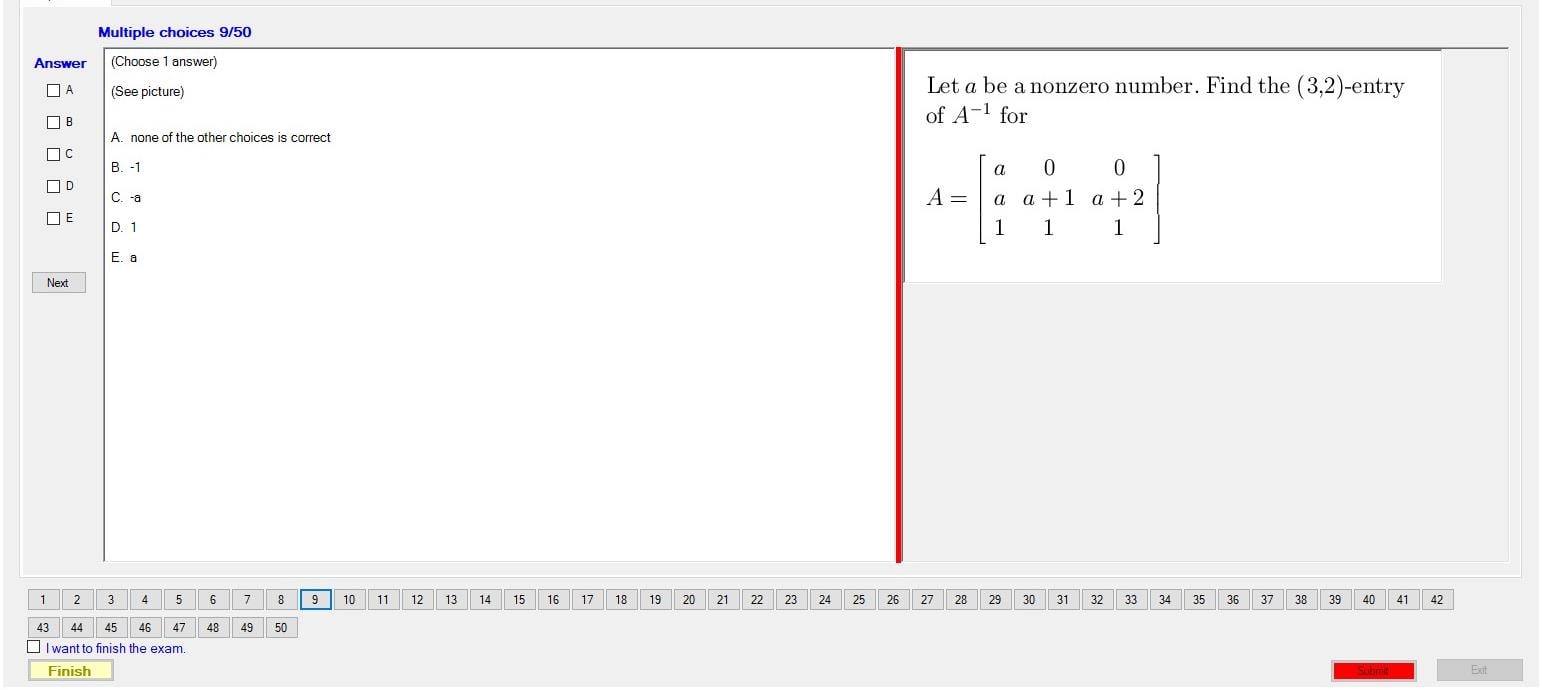 Multiple choices 9/50
Answer
A
B
C
D
E
Next
(Choose 1 answer)
(See picture)
A. none of the other choices is correct
B. -1
C. -a
D. 1
E. a
Let a be a nonzero number. Find the (3,2)-entry
of A⁻¹ for
a 0 0
A = a a + 1 a + 2
1 1 1
1 2 3 4 5 6 7 8 9 10 11 12 13 14 15 16 17 18 19 20 21 22 23 24 25 26 27 28 29 30 31 32 33 34 35 36 37 38 39 40 41 42
43 44 45 46 47 48 49 50
I want to finish the exam.
Finish
Submit
Exit